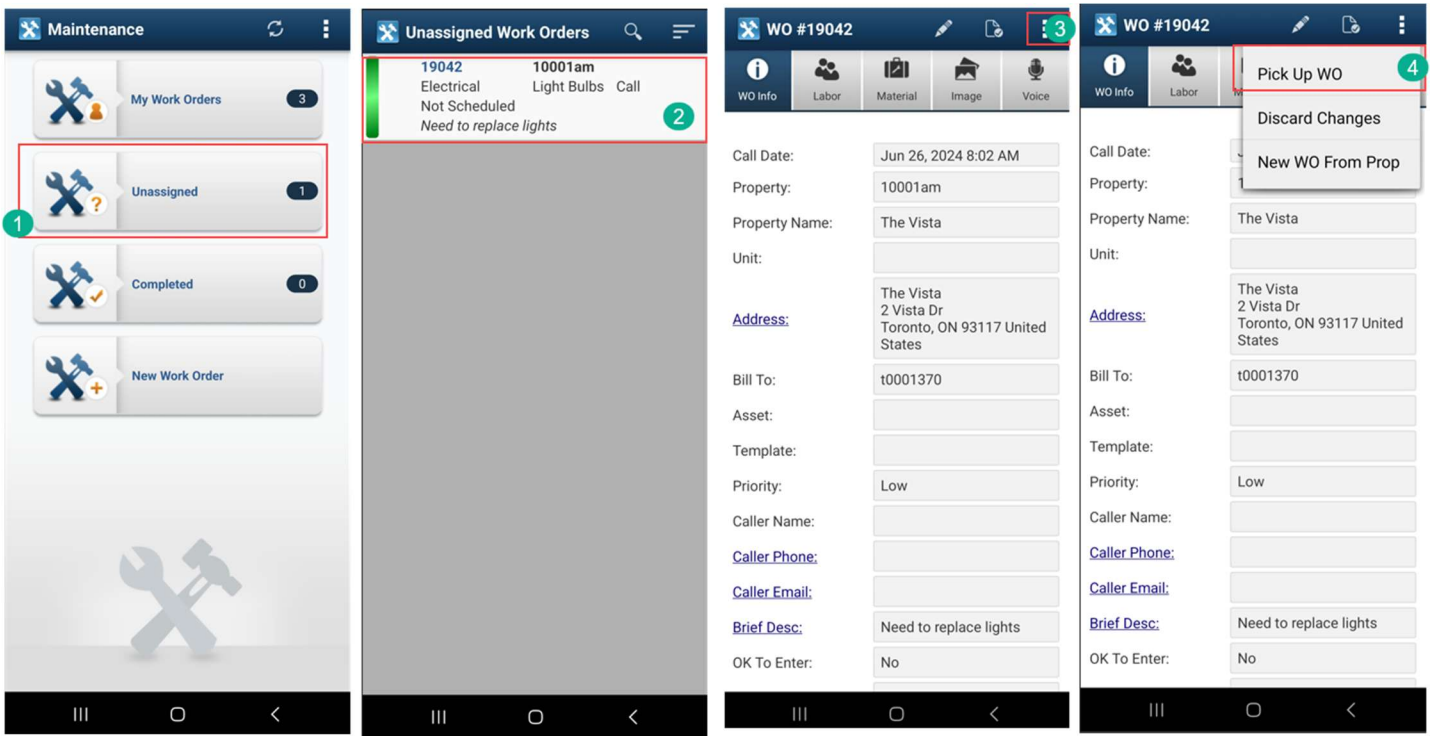 Maintenance
My Work Orders 3
Unassigned 1
1
Completed 0
New Work Order
Unassigned Work Orders
19042 10001am
Electrical Light Bulbs Call
Not Scheduled
Need to replace lights
2
WO #19042
3
WO Info Labor Material Image Voice
Call Date: Jun 26, 2024 8:02 AM
Property: 10001am
Property Name: The Vista
Unit:
Address: The Vista
2 Vista Dr
Toronto, ON 93117 United
States
Bill To: t0001370
Asset:
Template:
Priority: Low
Caller Name:
Caller Phone:
Caller Email:
Brief Desc: Need to replace lights
OK To Enter: No
WO #19042
WO Info Labor
Pick Up WO
4
Discard Changes
New WO From Prop
Call Date:
Property:
Property Name: The Vista
Unit:
Address: The Vista
2 Vista Dr
Toronto, ON 93117 United
States
Bill To: t0001370
Asset:
Template:
Priority: Low
Caller Name:
Caller Phone:
Caller Email:
Brief Desc: Need to replace lights
OK To Enter: No